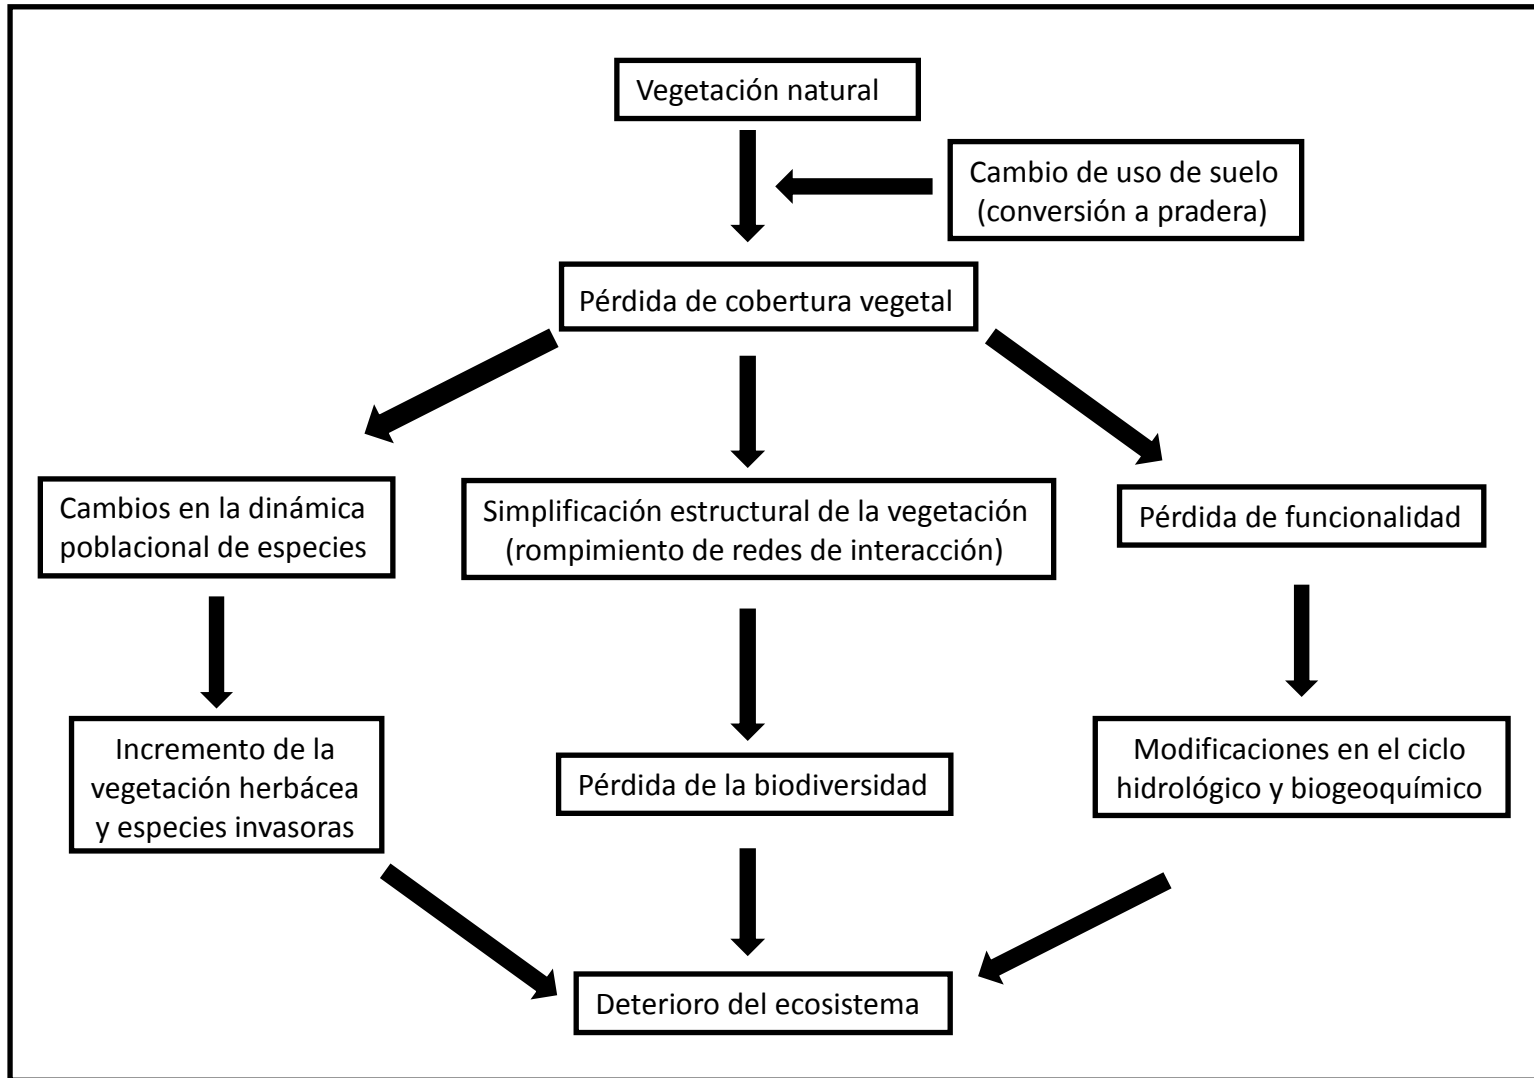 Vegetación natural
Cambio de uso de suelo
(conversión a pradera)
Pérdida de cobertura vegetal
Cambios en la dinámica
poblacional de especies
Simplificación estructural de la vegetación
(rompimiento de redes de interacción)
Pérdida de funcionalidad
Incremento de la
vegetación herbácea
y especies invasoras
Pérdida de la biodiversidad
Modificaciones en el ciclo
hidrológico y biogeoquímico
Deterioro del ecosistema